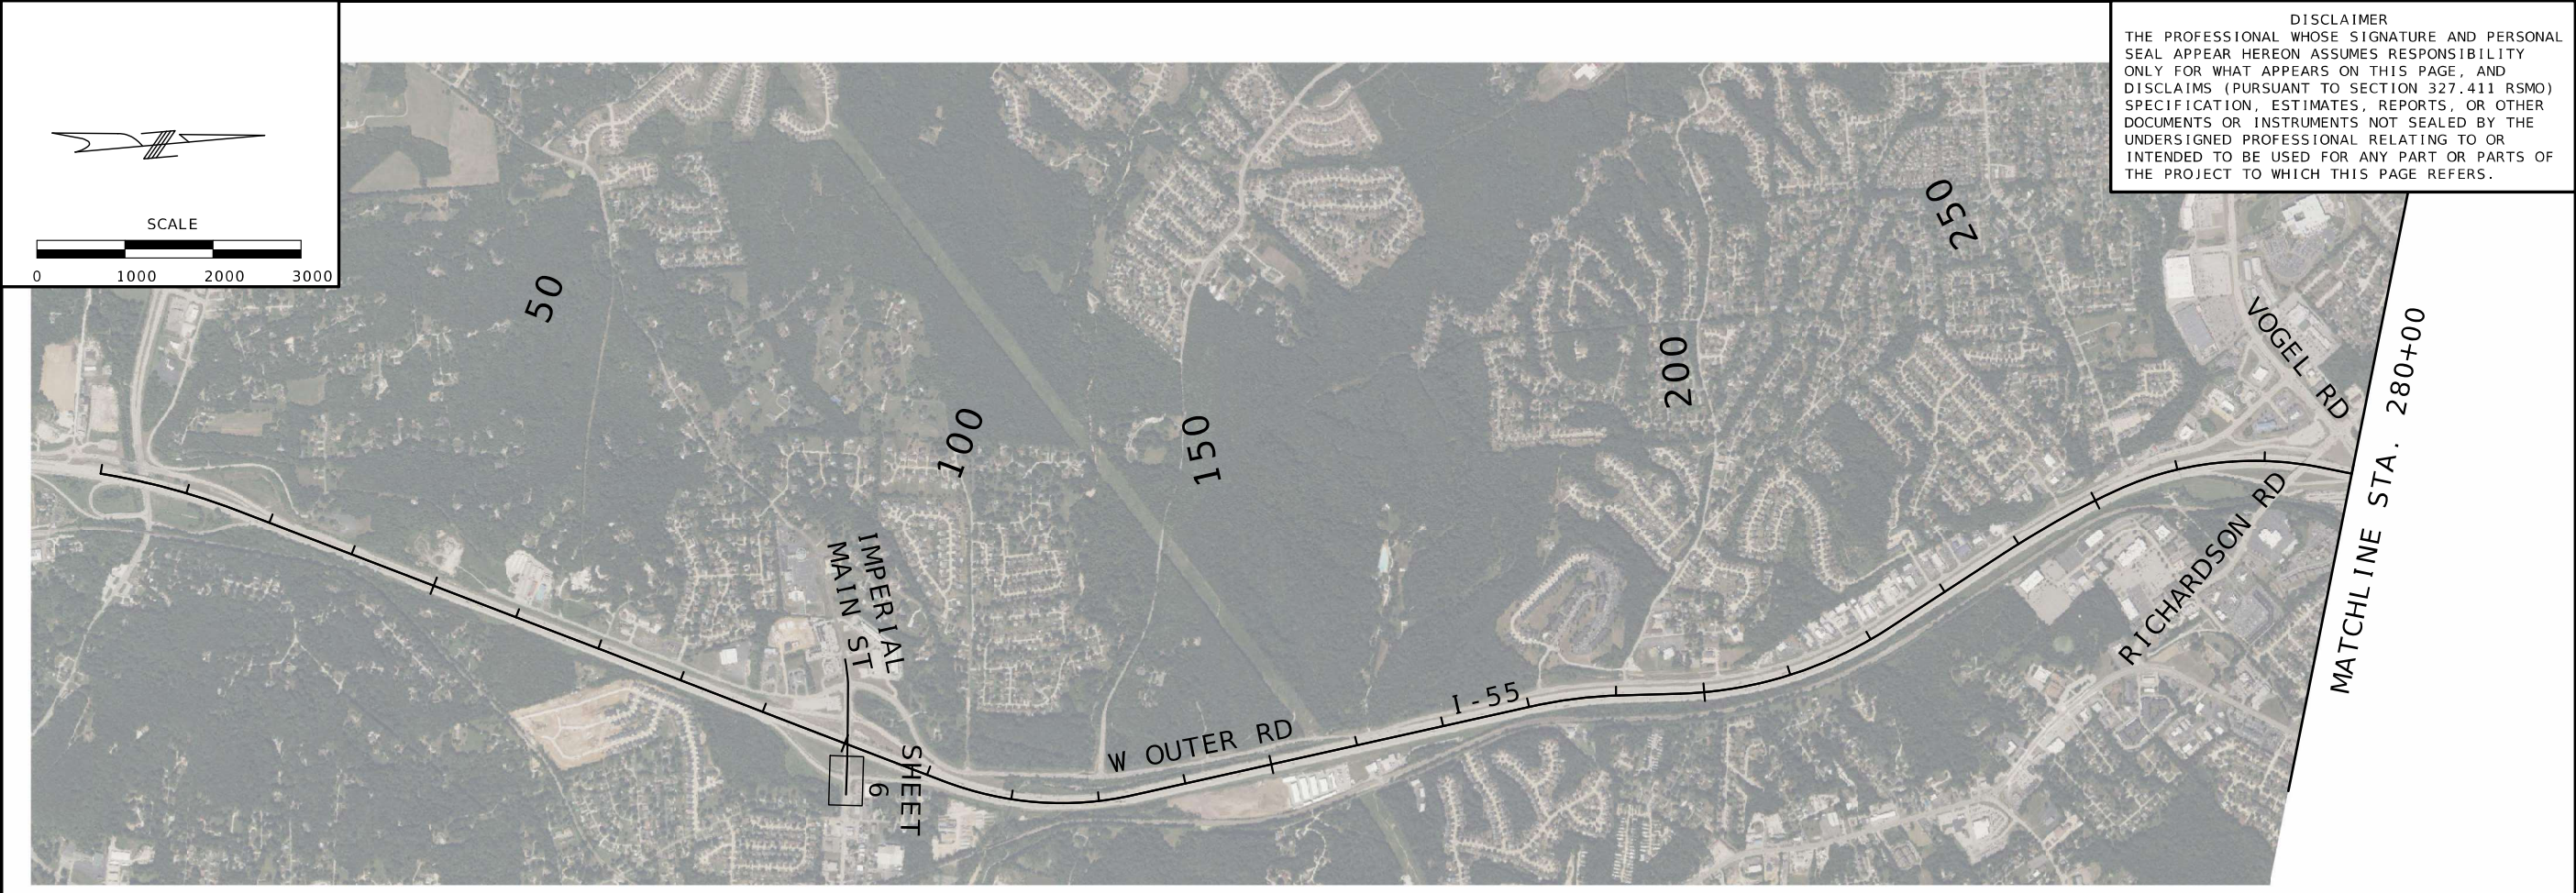 DISCLAIMER
THE PROFESSIONAL WHOSE SIGNATURE AND PERSONAL
SEAL APPEAR HEREON ASSUMES RESPONSIBILITY
ONLY FOR WHAT APPEARS ON THIS PAGE, AND
DISCLAIMS (PURSUANT TO SECTION 327.411 RSMO)
SPECIFICATION, ESTIMATES, REPORTS, OR OTHER
DOCUMENTS OR INSTRUMENTS NOT SEALED BY THE
UNDERSIGNED PROFESSIONAL RELATING TO OR
INTENDED TO BE USED FOR ANY PART OR PARTS OF
THE PROJECT TO WHICH THIS PAGE REFERS.
SCALE
0 1000 2000 3000
50
100
150
200
250
VOGEL RD
MATCHLINE STA. 280+00
RICHARDSON RD
IMPERIAL
MAIN ST
I-55
W OUTER RD
SHEET
6